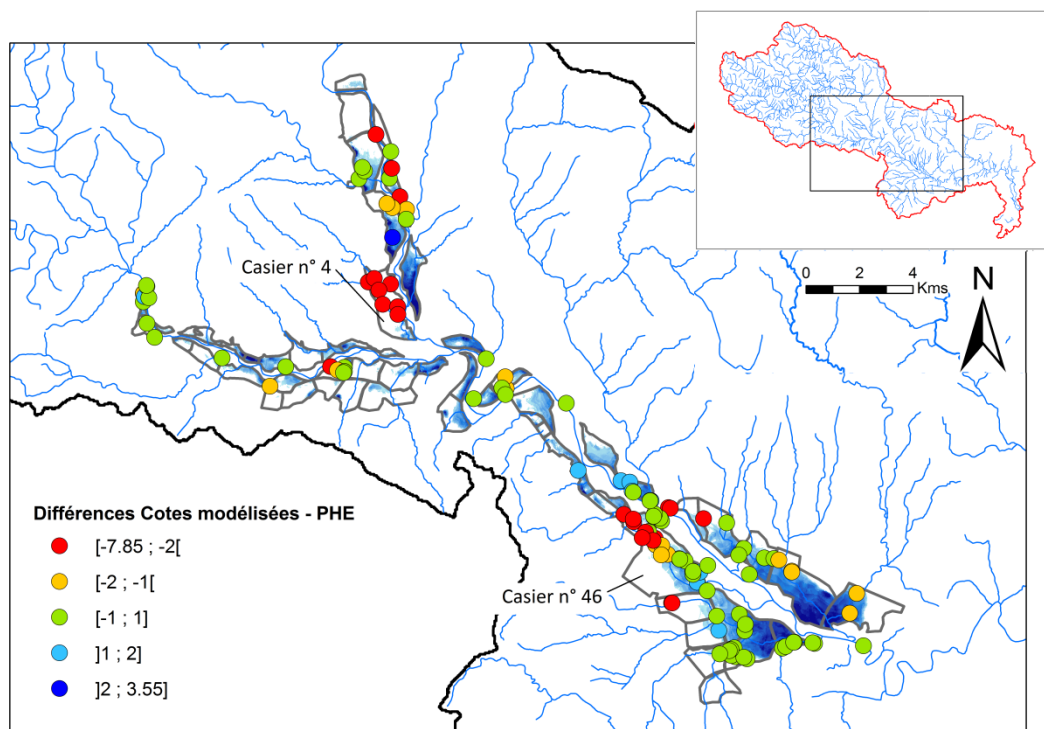 0 2 4
Kms
N
Casier n° 4
Différences Cotes modélisées - PHE
[-7.85 ; -2[
[-2 ; -1[
[-1 ; 1]
]1 ; 2]
]2 ; 3.55]
Casier n° 46